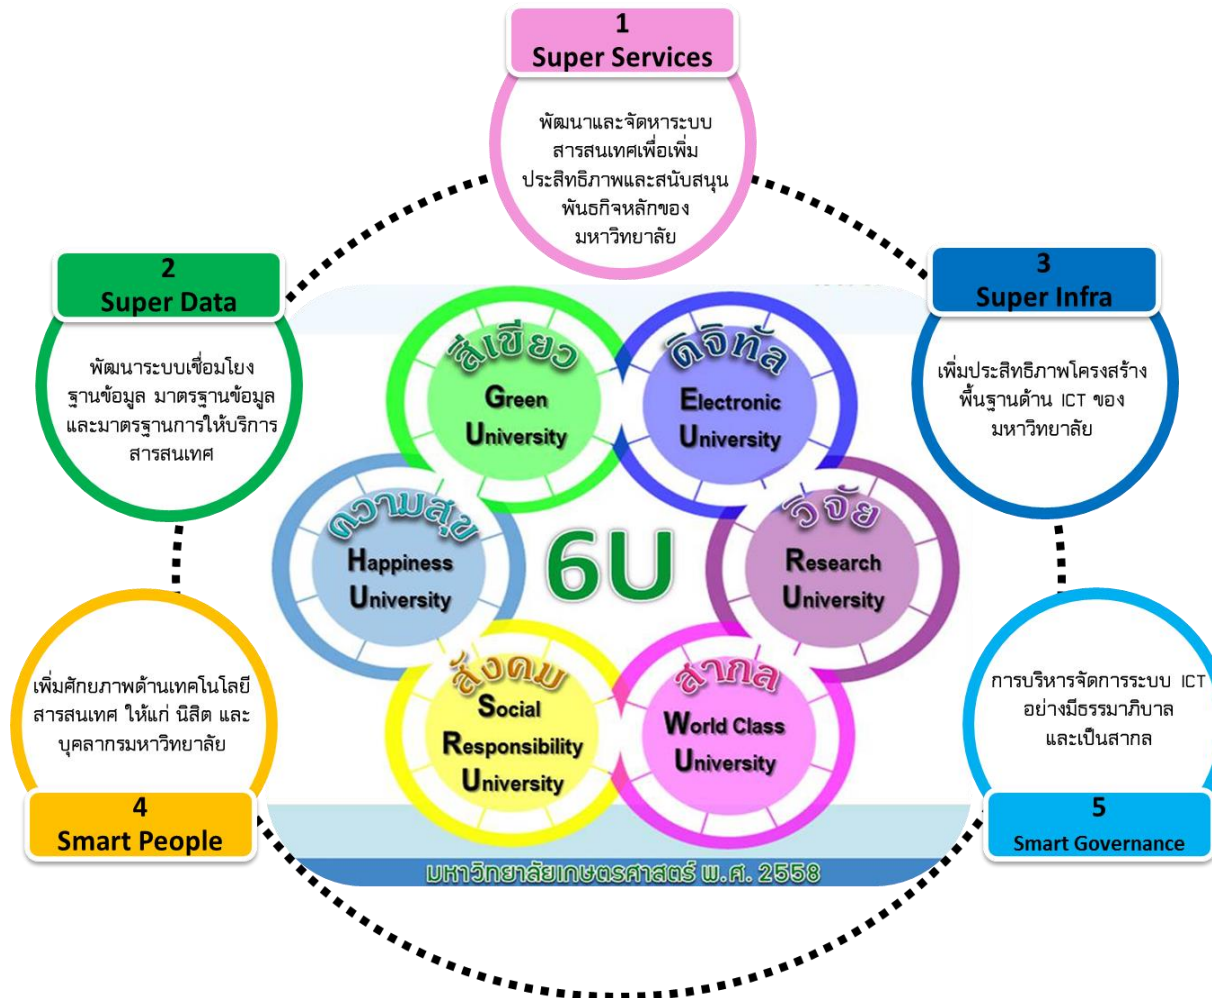 1
Super Services
พัฒนาและจัดหาระบบ
สารสนเทศเพื่อเพิ่ม
ประสิทธิภาพและสนับสนุน
พันธกิจหลักของ
มหาวิทยาลัย
2
Super Data
พัฒนาระบบเชื่อมโยง
ฐานข้อมูล มาตรฐานข้อมูล
และมาตรฐานการให้บริการ
สารสนเทศ
3
Super Infra
เพิ่มประสิทธิภาพโครงสร้าง
พื้นฐานด้าน ICT ของ
มหาวิทยาลัย
สีเขียว
Green
University
ดิจิทัล
Electronic
University
ความสุข
Happiness
University
6U
วิจัย
Research
University
สังคม
Social
Responsibility
University
สากล
World Class
University
เพิ่มศักยภาพด้านเทคโนโลยี
สารสนเทศ ให้แก่ นิสิต และ
บุคลากรมหาวิทยาลัย
4
Smart People
การบริหารจัดการระบบ ICT
อย่างมีธรรมาภิบาล
และเป็นสากล
5
Smart Governance
มหาวิทยาลัยเกษตรศาสตร์ พ.ศ. 2558